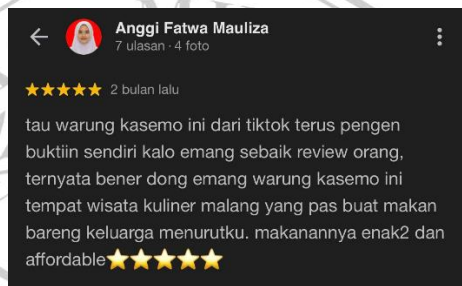 Anggi Fatwa Mauliza
7 ulasan · 4 foto
2 bulan lalu
tau warung kasemo ini dari tiktok terus pengen
buktiin sendiri kalo emang sebaik review orang,
ternyata bener dong emang warung kasemo ini
tempat wisata kuliner malang yang pas buat makan
bareng keluarga menurutku. makanannya enak2 dan
affordable⭐⭐⭐⭐⭐